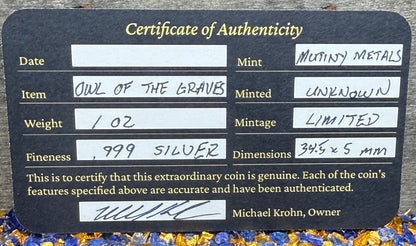 Certificate of Authenticity
Date Mint MUTINY METALS
Item OWL OF THE GRAVES Minted UNKNOWN
Weight 1 OZ Mintage LIMITED
Fineness .999 SILVER Dimensions 34.5 x 5 MM
This is to certify that this extraordinary coin is genuine. Each of the coin's
features specified above are accurate and have been authenticated.
Michael Krohn, Owner